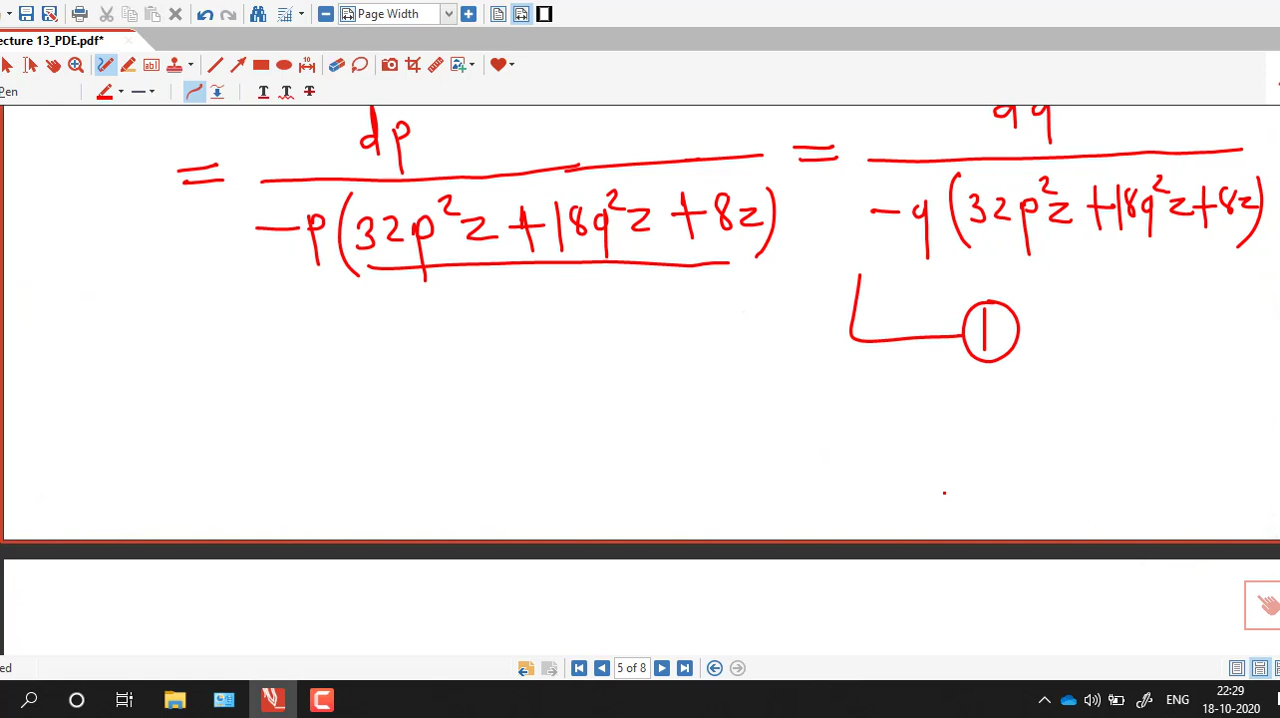 Page Width
ecture 13_PDE.pdf*
10
Pen
= dp / -p(32p²z+18q²z+8z) = dq / -q(32p²z+18q²z+8z)
1
ed
5 of 8
ENG
22:29
18-10-2020